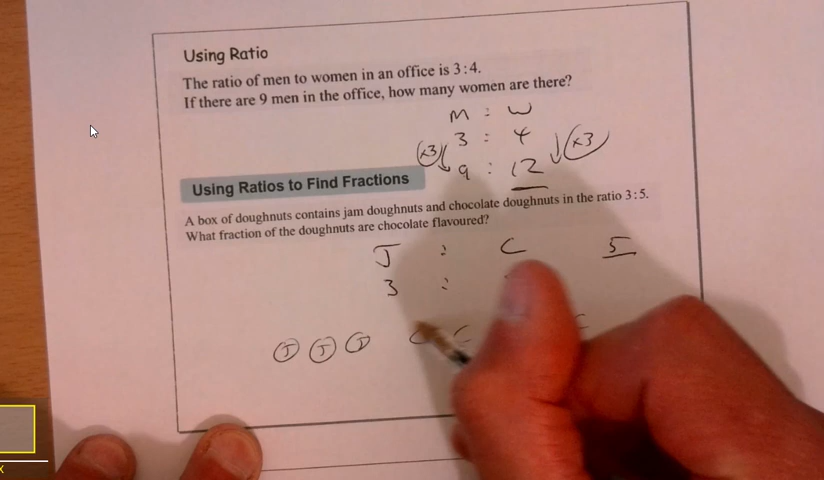 Using Ratio
The ratio of men to women in an office is 3:4.
If there are 9 men in the office, how many women are there?
M : W
3 : 4
×3 9 : 12 ×3
Using Ratios to Find Fractions
A box of doughnuts contains jam doughnuts and chocolate doughnuts in the ratio 3:5.
What fraction of the doughnuts are chocolate flavoured?
J : C 5
3 :
J J J C C C
x